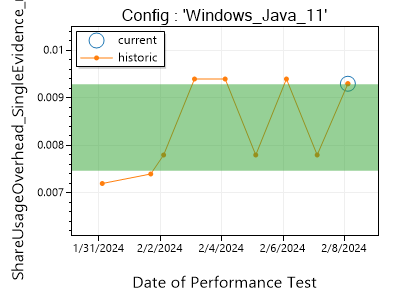 Config : 'Windows_Java_11'
ShareUsageOverhead_SingleEvidence_
0.01
0.009
0.008
0.007
current
historic
1/31/2024
2/2/2024
2/4/2024
2/6/2024
2/8/2024
Date of Performance Test